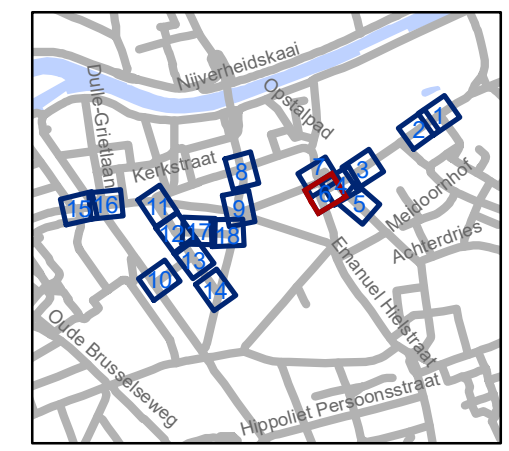 Nijverheidskaai
Dulle-Grietlaan
Opstalpad
Kerkstraat
1
2
3
4
5
6
7
8
9
Meidoornhof
Achterdries
15
16
11
12
17
18
13
10
14
Emanuel Hielstraat
Oude Brusselseweg
Hippoliet Persoonsstraat